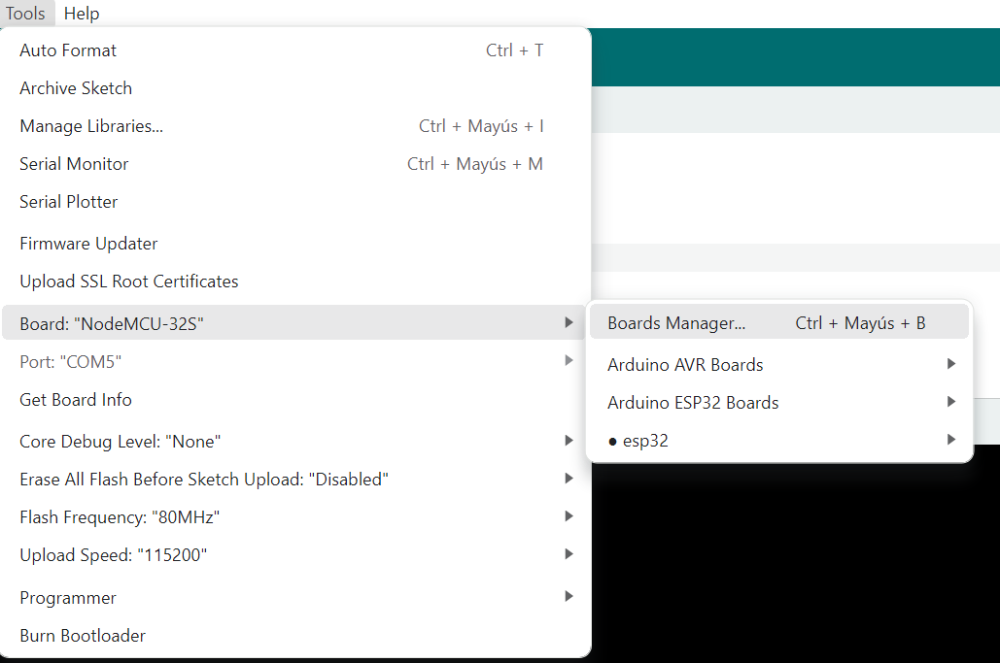 Tools Help
Auto Format Ctrl + T
Archive Sketch
Manage Libraries... Ctrl + Mayús + I
Serial Monitor Ctrl + Mayús + M
Serial Plotter
Firmware Updater
Upload SSL Root Certificates
Board: "NodeMCU-32S"
Port: "COM5"
Get Board Info
Core Debug Level: "None"
Erase All Flash Before Sketch Upload: "Disabled"
Flash Frequency: "80MHz"
Upload Speed: "115200"
Programmer
Burn Bootloader
Boards Manager... Ctrl + Mayús + B
Arduino AVR Boards
Arduino ESP32 Boards
● esp32